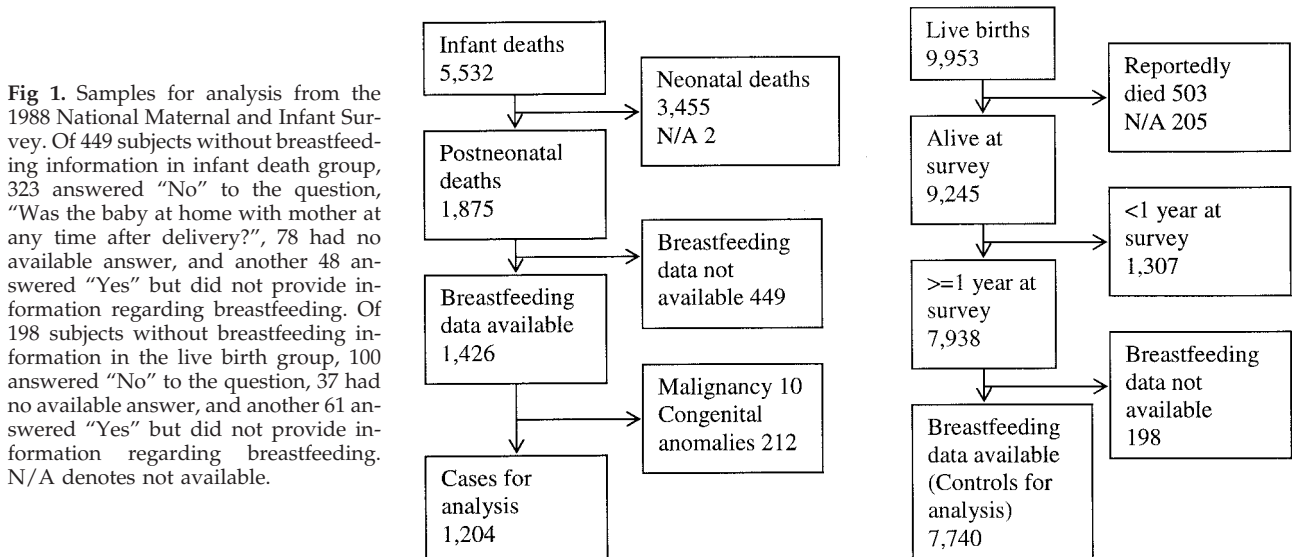 Fig 1. Samples for analysis from the
1988 National Maternal and Infant Sur-
vey. Of 449 subjects without breastfeed-
ing information in infant death group,
323 answered “No” to the question,
“Was the baby at home with mother at
any time after delivery?”, 78 had no
available answer, and another 48 an-
swered “Yes” but did not provide in-
formation regarding breastfeeding. Of
198 subjects without breastfeeding in-
formation in the live birth group, 100
answered “No” to the question, 37 had
no available answer, and another 61 an-
swered “Yes” but did not provide in-
formation regarding breastfeeding.
N/A denotes not available.
Infant deaths
5,532
Neonatal deaths
3,455
N/A 2
Postneonatal
deaths
1,875
Breastfeeding
data not
available 449
Breastfeeding
data available
1,426
Malignancy 10
Congenital
anomalies 212
Cases for
analysis
1,204
Live births
9,953
Reportedly
died 503
N/A 205
Alive at
survey
9,245
<1 year at
survey
1,307
>=1 year at
survey
7,938
Breastfeeding
data not
available
198
Breastfeeding
data available
(Controls for
analysis)
7,740